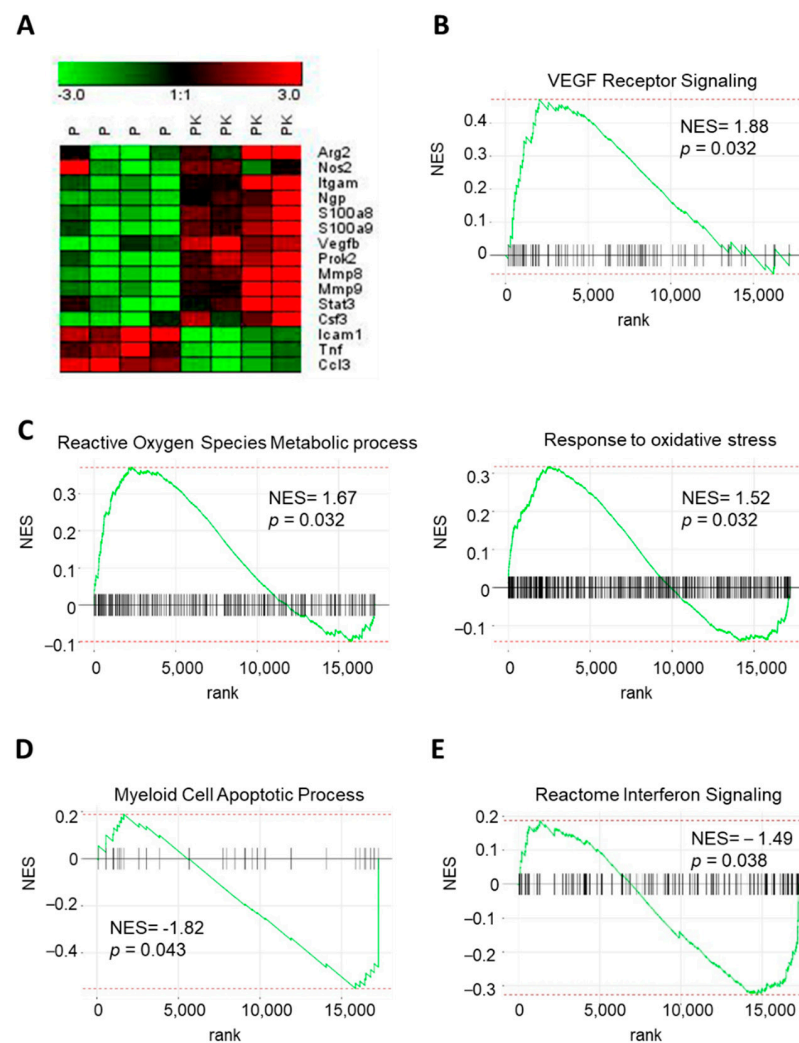 A
-3.0 1:1 3.0
P P P P PK PK PK PK
Arg2
Nos2
Itgam
Ngp
S100a8
S100a9
Vegfb
Prok2
Mmp8
Mmp9
Stat3
Csf3
Icam1
Tnf
Ccl3
B
VEGF Receptor Signaling
NES= 1.88
p = 0.032
NES
0.4
0.3
0.2
0.1
0
0 5,000 10,000 15,000
rank
C
Reactive Oxygen Species Metabolic process
NES= 1.67
p = 0.032
NES
0.3
0.2
0.1
0
−0.1
0 5,000 10,000 15,000
rank
Response to oxidative stress
NES= 1.52
p = 0.032
NES
0.3
0.2
0.1
0
−0.1
0 5,000 10,000 15,000
rank
D
Myeloid Cell Apoptotic Process
NES= -1.82
p = 0.043
NES
0.2
0
−0.2
−0.4
0 5,000 10,000 15,000
rank
E
Reactome Interferon Signaling
NES= – 1.49
p = 0.038
NES
0.2
0.1
0
−0.1
−0.2
−0.3
0 5,000 10,000 15,000
rank